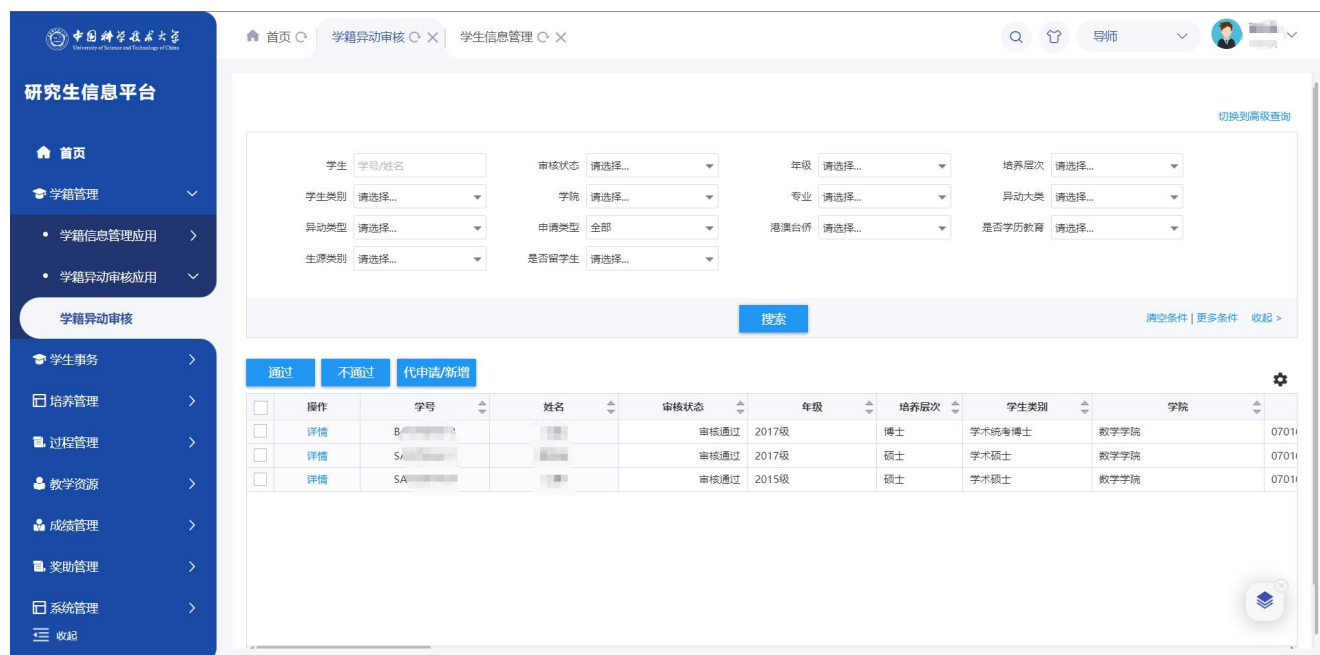 中国科学技术大学
University of Science and Technology of China
首页 学籍异动审核 学生信息管理 导师
研究生信息平台
首页
学籍管理
学籍信息管理应用
学籍异动审核应用
学籍异动审核
学生事务
培养管理
过程管理
教学资源
成绩管理
奖助管理
系统管理
收起
切换到高级查询
学生 学号/姓名 审核状态 请选择... 年级 请选择... 培养层次 请选择...
学生类别 请选择... 学院 请选择... 专业 请选择... 异动大类 请选择...
异动类型 请选择... 申请类型 全部 港澳台侨 请选择... 是否学历教育 请选择...
生源类别 请选择... 是否留学生 请选择...
搜索 清空条件 | 更多条件 收起 >
通过 不通过 代申请/新增
操作 学号 姓名 审核状态 年级 培养层次 学生类别 学院
详情 审核通过 2017级 博士 学术统考博士 数学学院
详情 审核通过 2017级 硕士 学术硕士 数学学院
详情 审核通过 2015级 硕士 学术硕士 数学学院